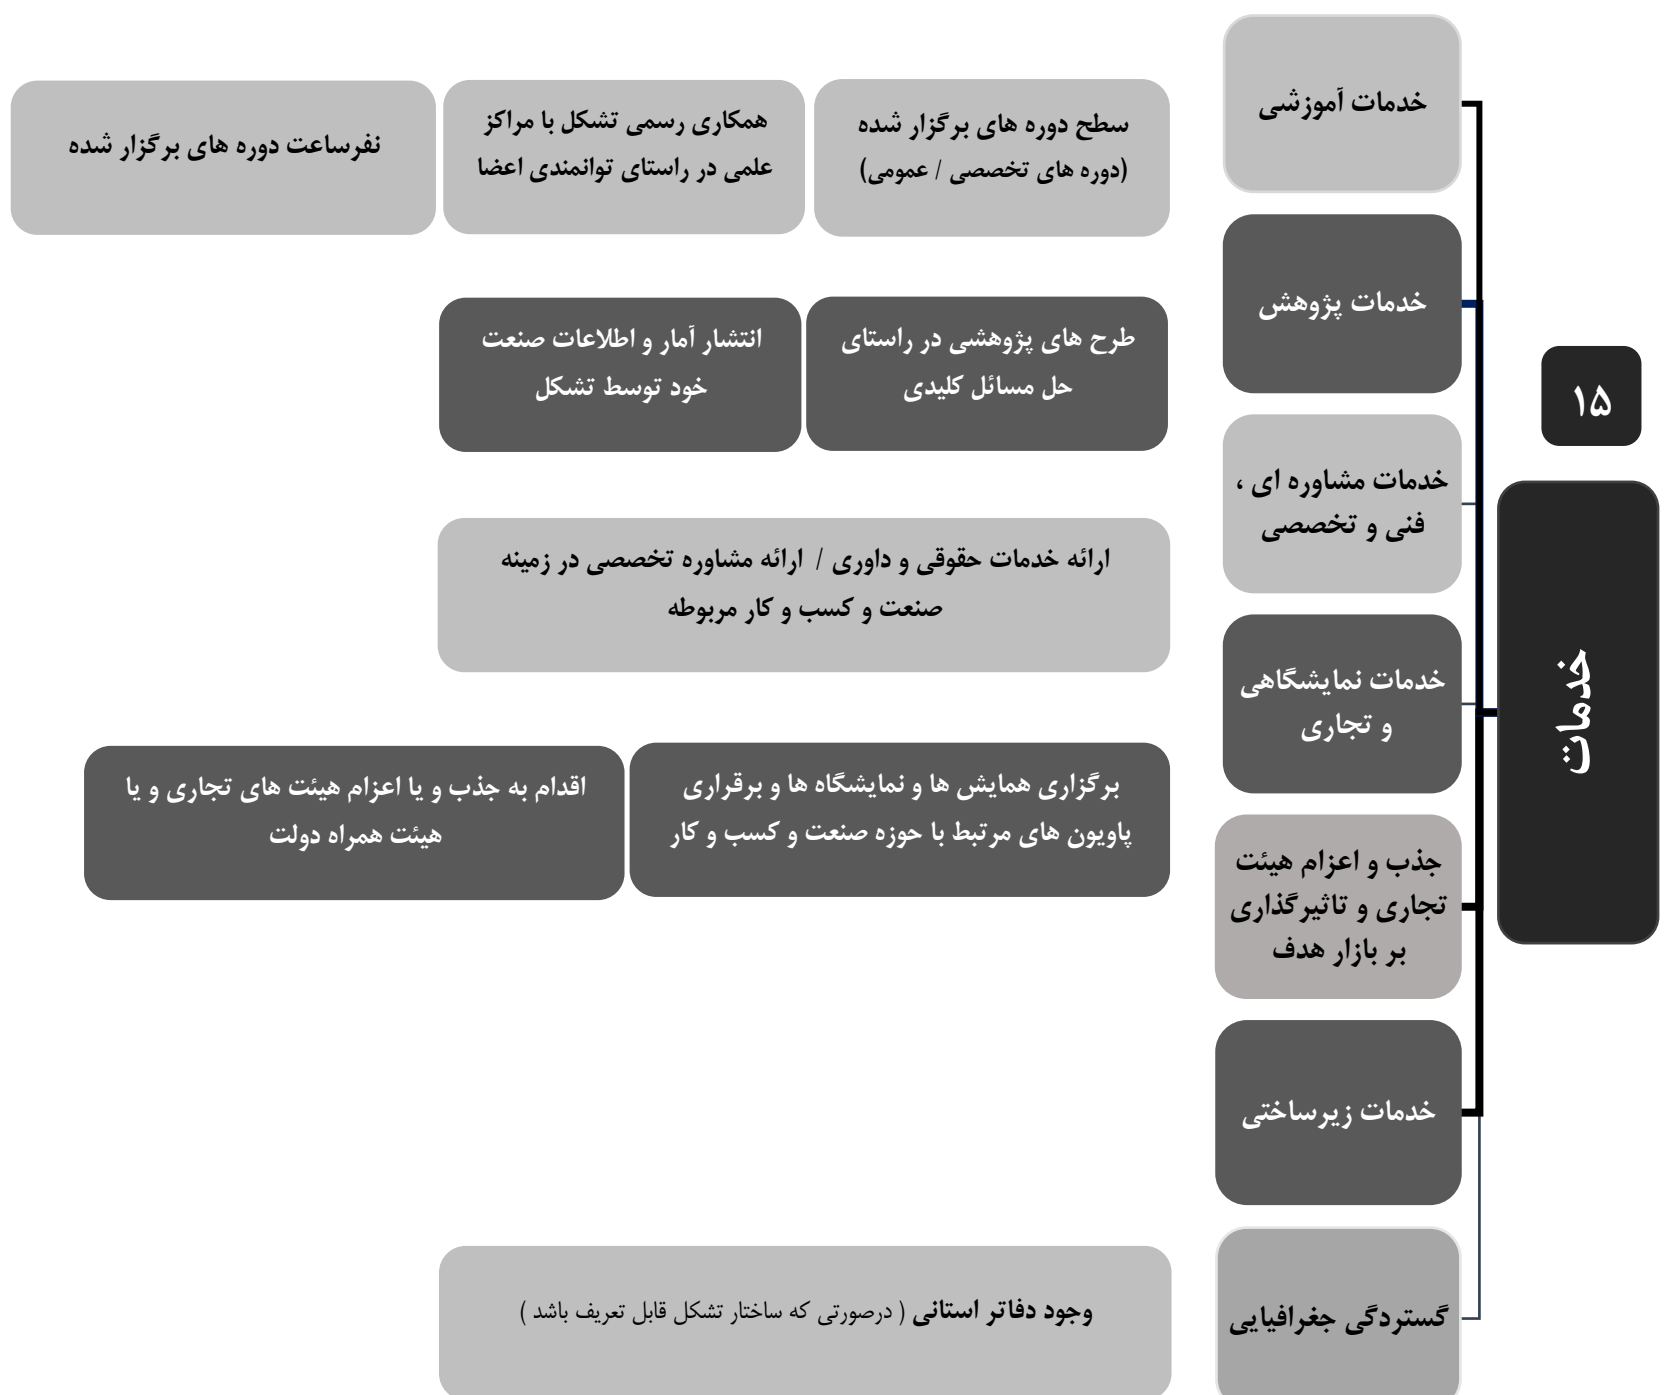 ۱۵
خدمات
خدمات آموزشی
سطح دوره های برگزار شده
(دوره های تخصصی / عمومی)
همکاری رسمی تشکل با مراکز
علمی در راستای توانمندی اعضا
نفرساعت دوره های برگزار شده
خدمات پژوهش
طرح های پژوهشی در راستای
حل مسائل کلیدی
انتشار آمار و اطلاعات صنعت
خود توسط تشکل
خدمات مشاوره ای ،
فنی و تخصصی
ارائه خدمات حقوقی و داوری / ارائه مشاوره تخصصی در زمینه
صنعت و کسب و کار مربوطه
خدمات نمایشگاهی
و تجاری
برگزاری همایش ها و نمایشگاه ها و برقراری
پاویون های مرتبط با حوزه صنعت و کسب و کار
اقدام به جذب و یا اعزام هیئت های تجاری و یا
هیئت همراه دولت
جذب و اعزام هیئت
تجاری و تاثیرگذاری
بر بازار هدف
خدمات زیرساختی
گستردگی جغرافیایی
وجود دفاتر استانی ( درصورتی که ساختار تشکل قابل تعریف باشد )